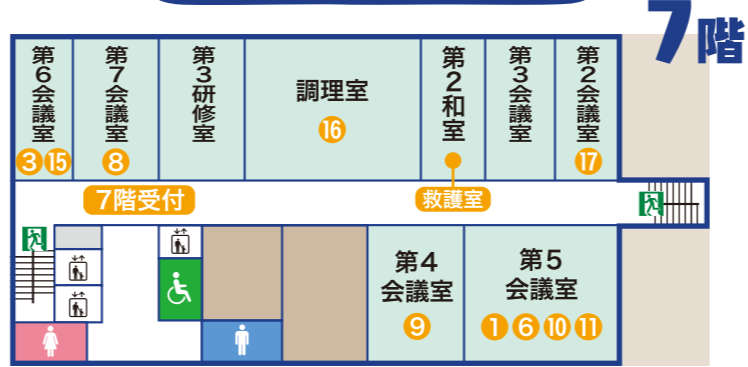 7階
第6会議室
③⑮
第7会議室
⑧
第3研修室
調理室
⑯
第2和室
第3会議室
第2会議室
⑰
7階受付
救護室
第4
会議室
⑨
第5
会議室
①⑥⑩⑪